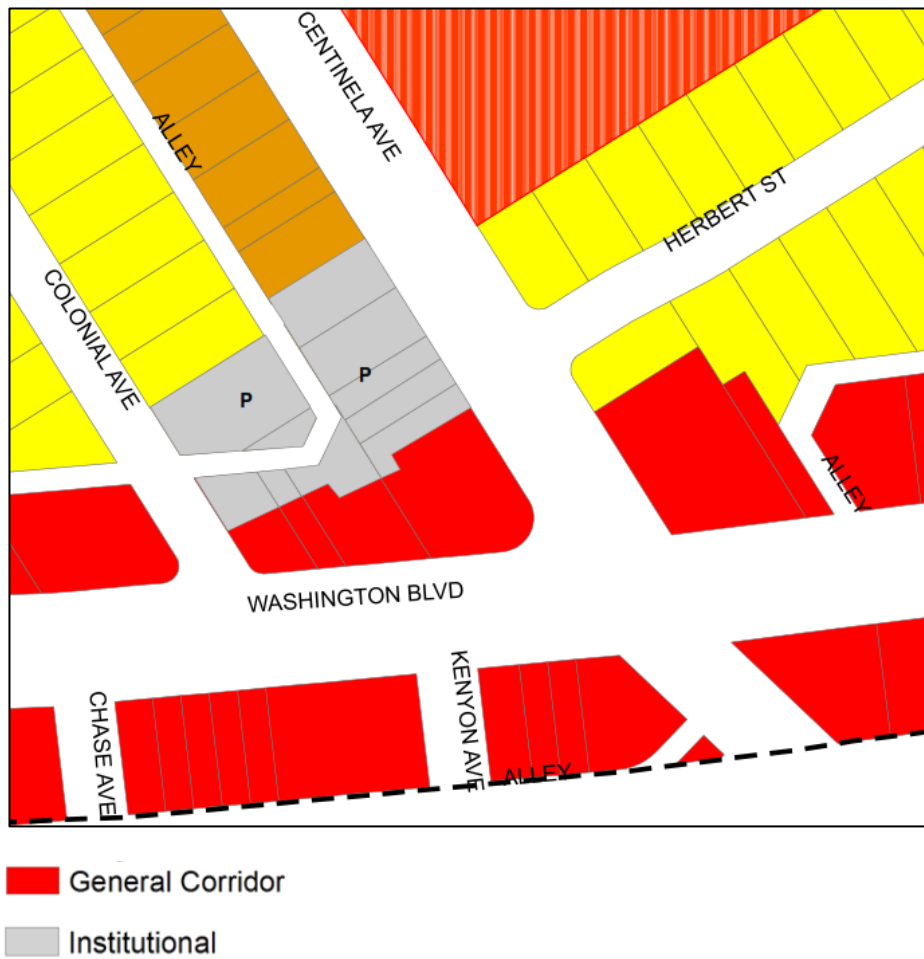 CENTINELA AVE
ALLEY
HERBERT ST
COLONIAL AVE
P
P
ALLEY
WASHINGTON BLVD
KENYON AVE
CHASE AVE
ALLEY
General Corridor
Institutional